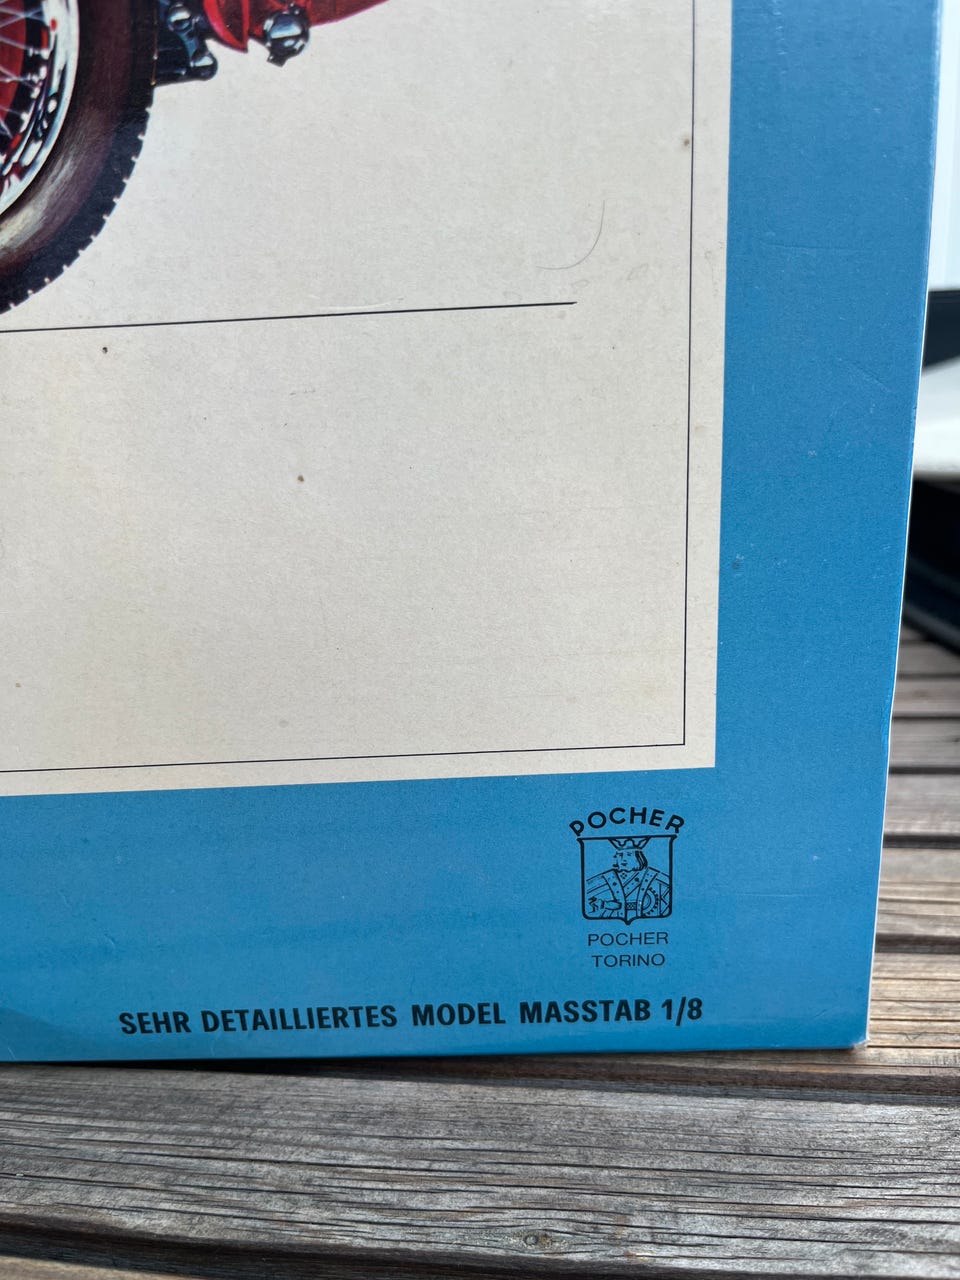 POCHER
POCHER
TORINO
SEHR DETAILLIERTES MODEL MASSTAB 1/8